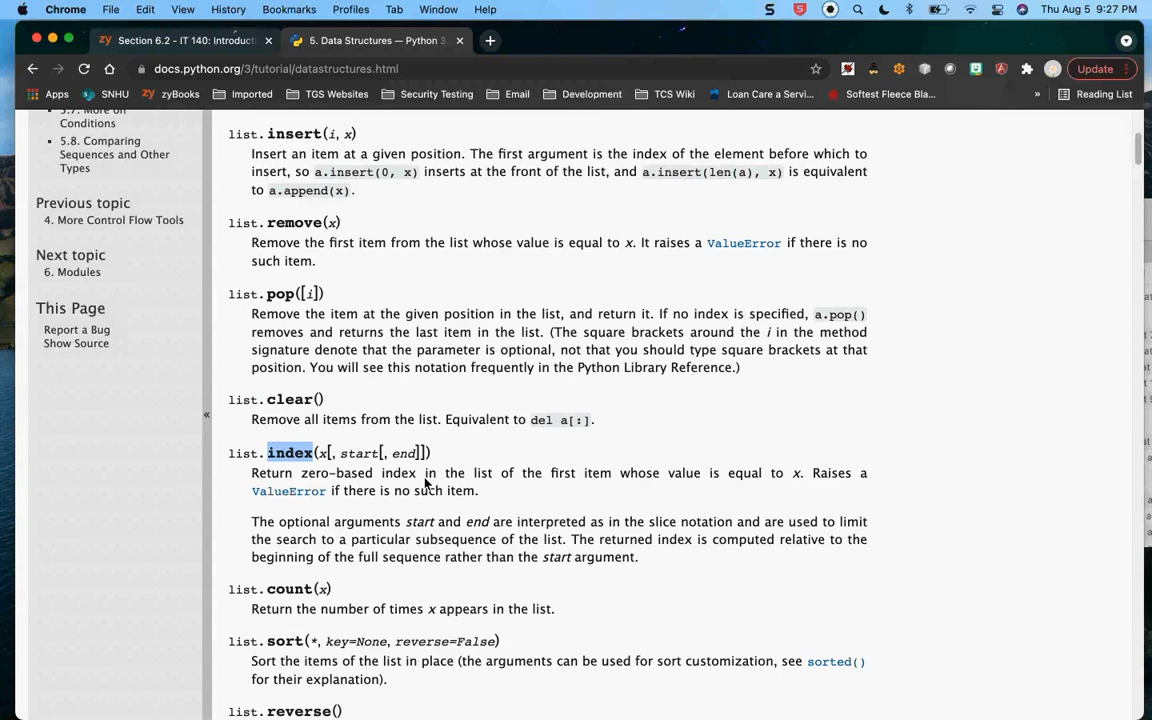 Chrome File Edit View History Bookmarks Profiles Tab Window Help Thu Aug 5 9:27 PM
zy Section 6.2 - IT 140: Introduct 5. Data Structures — Python 3.
docs.python.org/3/tutorial/datastructures.html Update
Apps SNHU zy zyBooks Imported TGS Websites Security Testing Email Development TCS Wiki Loan Care a Servi... Softest Fleece Bla... » Reading List
5.7. More on
Conditions
5.8. Comparing
Sequences and Other
Types
Previous topic
4. More Control Flow Tools
Next topic
6. Modules
This Page
Report a Bug
Show Source
«
list.insert(i, x)
Insert an item at a given position. The first argument is the index of the element before which to
insert, so a.insert(0, x) inserts at the front of the list, and a.insert(len(a), x) is equivalent
to a.append(x).
list.remove(x)
Remove the first item from the list whose value is equal to x. It raises a ValueError if there is no
such item.
list.pop([i])
Remove the item at the given position in the list, and return it. If no index is specified, a.pop()
removes and returns the last item in the list. (The square brackets around the i in the method
signature denote that the parameter is optional, not that you should type square brackets at that
position. You will see this notation frequently in the Python Library Reference.)
list.clear()
Remove all items from the list. Equivalent to del a[:].
list.index(x[, start[, end]])
Return zero-based index in the list of the first item whose value is equal to x. Raises a
ValueError if there is no such item.
The optional arguments start and end are interpreted as in the slice notation and are used to limit
the search to a particular subsequence of the list. The returned index is computed relative to the
beginning of the full sequence rather than the start argument.
list.count(x)
Return the number of times x appears in the list.
list.sort(*, key=None, reverse=False)
Sort the items of the list in place (the arguments can be used for sort customization, see sorted()
for their explanation).
list.reverse()